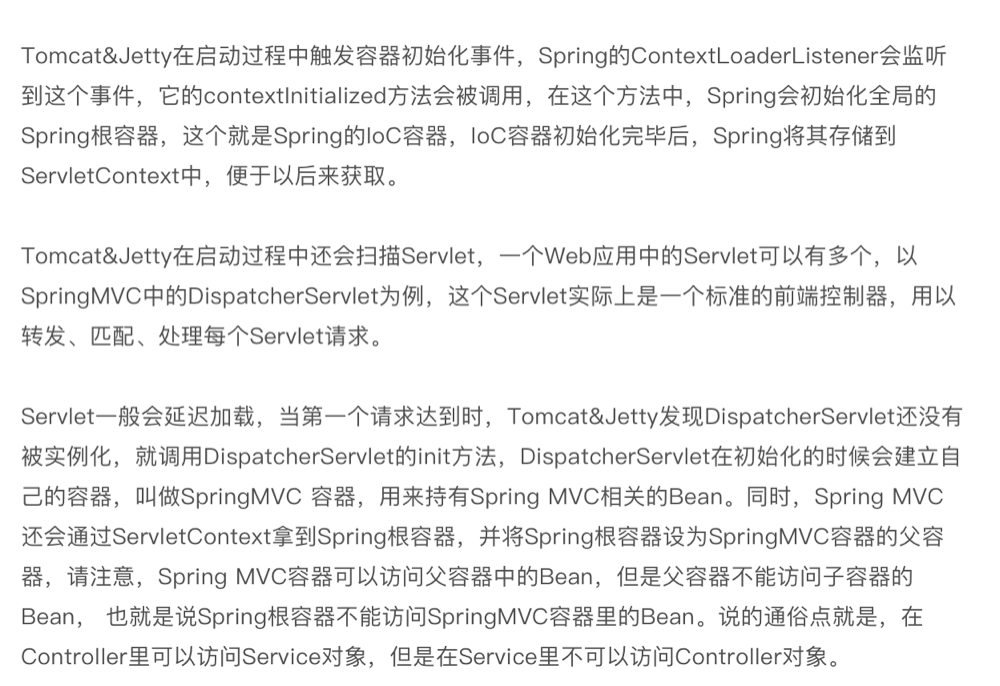 Tomcat&Jetty在启动过程中触发容器初始化事件，Spring的ContextLoaderListener会监听
到这个事件，它的contextInitialized方法会被调用，在这个方法中，Spring会初始化全局的
Spring根容器，这个就是Spring的IoC容器，IoC容器初始化完毕后，Spring将其存储到
ServletContext中，便于以后来获取。
Tomcat&Jetty在启动过程中还会扫描Servlet，一个Web应用中的Servlet可以有多个，以
SpringMVC中的DispatcherServlet为例，这个Servlet实际上是一个标准的前端控制器，用以
转发、匹配、处理每个Servlet请求。
Servlet一般会延迟加载，当第一个请求达到时，Tomcat&Jetty发现DispatcherServlet还没有
被实例化，就调用DispatcherServlet的init方法，DispatcherServlet在初始化的时候会建立自
己的容器，叫做SpringMVC 容器，用来持有Spring MVC相关的Bean。同时，Spring MVC
还会通过ServletContext拿到Spring根容器，并将Spring根容器设为SpringMVC容器的父容
器，请注意，Spring MVC容器可以访问父容器中的Bean，但是父容器不能访问子容器的
Bean， 也就是说Spring根容器不能访问SpringMVC容器里的Bean。说的通俗点就是，在
Controller里可以访问Service对象，但是在Service里不可以访问Controller对象。